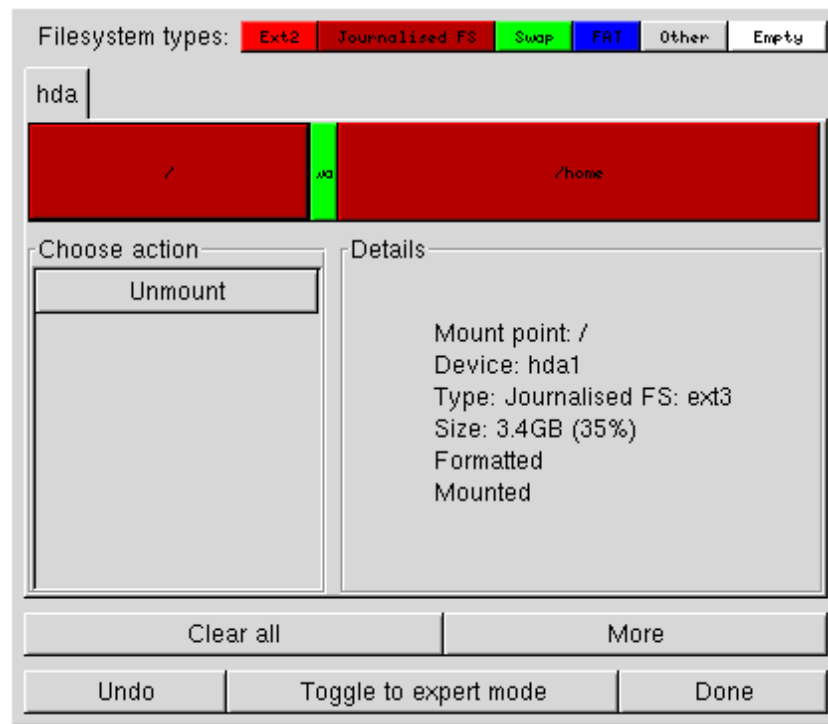 Filesystem types: Ext2 Journalised FS Swap FAT Other Empty
hda
/ /home
Choose action
Unmount
Details
Mount point: /
Device: hda1
Type: Journalised FS: ext3
Size: 3.4GB (35%)
Formatted
Mounted
Clear all More
Undo Toggle to expert mode Done